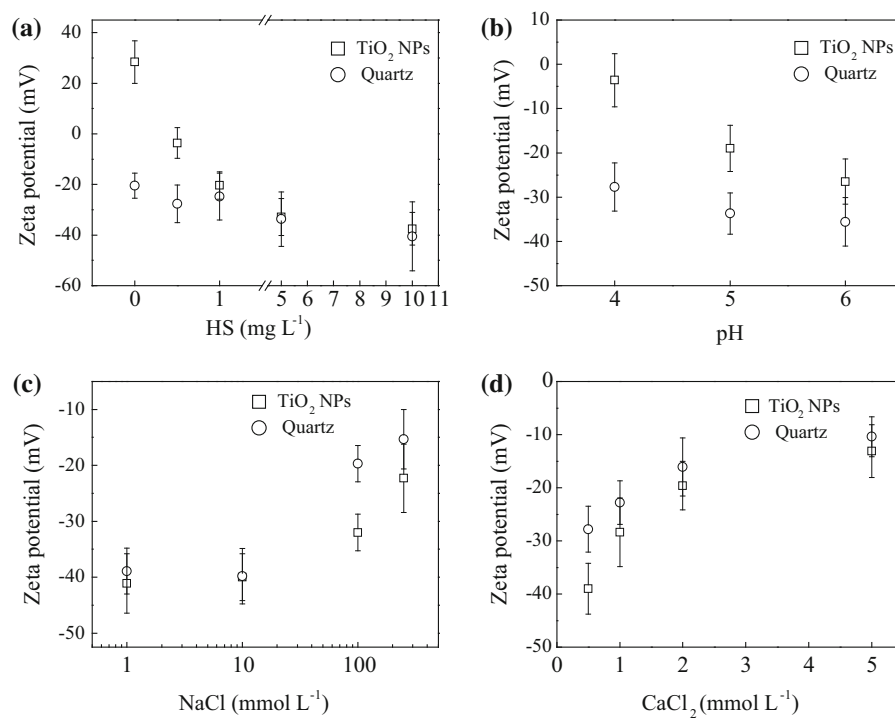 (a)
TiO2 NPs
Quartz
Zeta potential (mV)
40
20
0
-20
-40
-60
0 1 5 6 7 8 9 10 11
HS (mg L-1)
(b)
TiO2 NPs
Quartz
Zeta potential (mV)
10
0
-10
-20
-30
-40
-50
4 5 6
pH
(c)
TiO2 NPs
Quartz
Zeta potential (mV)
-10
-20
-30
-40
-50
1 10 100
NaCl (mmol L-1)
(d)
TiO2 NPs
Quartz
Zeta potential (mV)
0
-10
-20
-30
-40
-50
0 1 2 3 4 5
CaCl2 (mmol L-1)